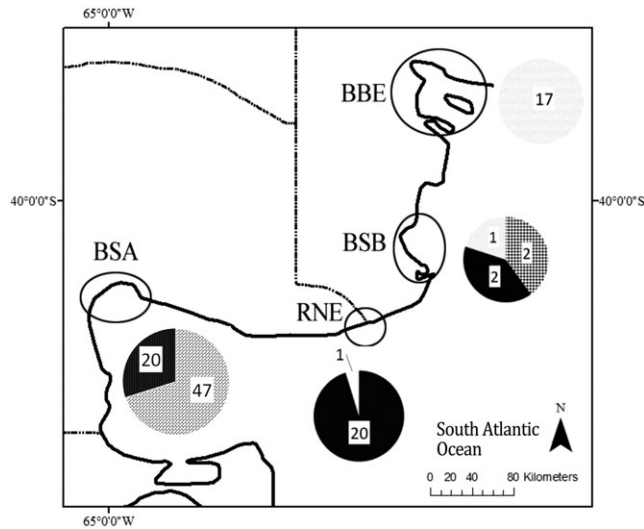 65°0'0"W
BBE
17
40°0'0"S
40°0'0"S
BSB
1
2
2
BSA
RNE
1
20
47
20
South Atlantic
Ocean
N
0 20 40 80 Kilometers
65°0'0"W